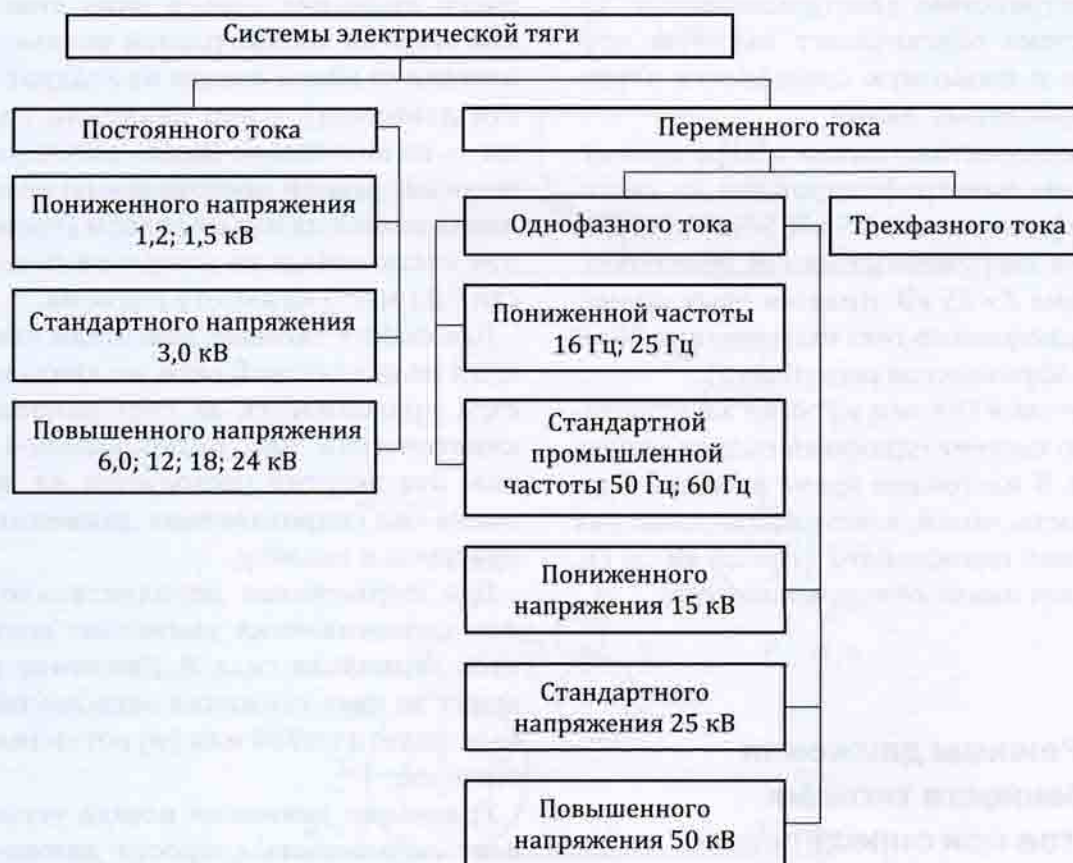 Системы электрической тяги
Постоянного тока
Пониженного напряжения
1,2; 1,5 кВ
Стандартного напряжения
3,0 кВ
Повышенного напряжения
6,0; 12; 18; 24 кВ
Переменного тока
Однофазного тока
Трехфазного тока
Пониженной частоты
16 Гц; 25 Гц
Стандартной
промышленной
частоты 50 Гц; 60 Гц
Пониженного
напряжения 15 кВ
Стандартного
напряжения 25 кВ
Повышенного
напряжения 50 кВ